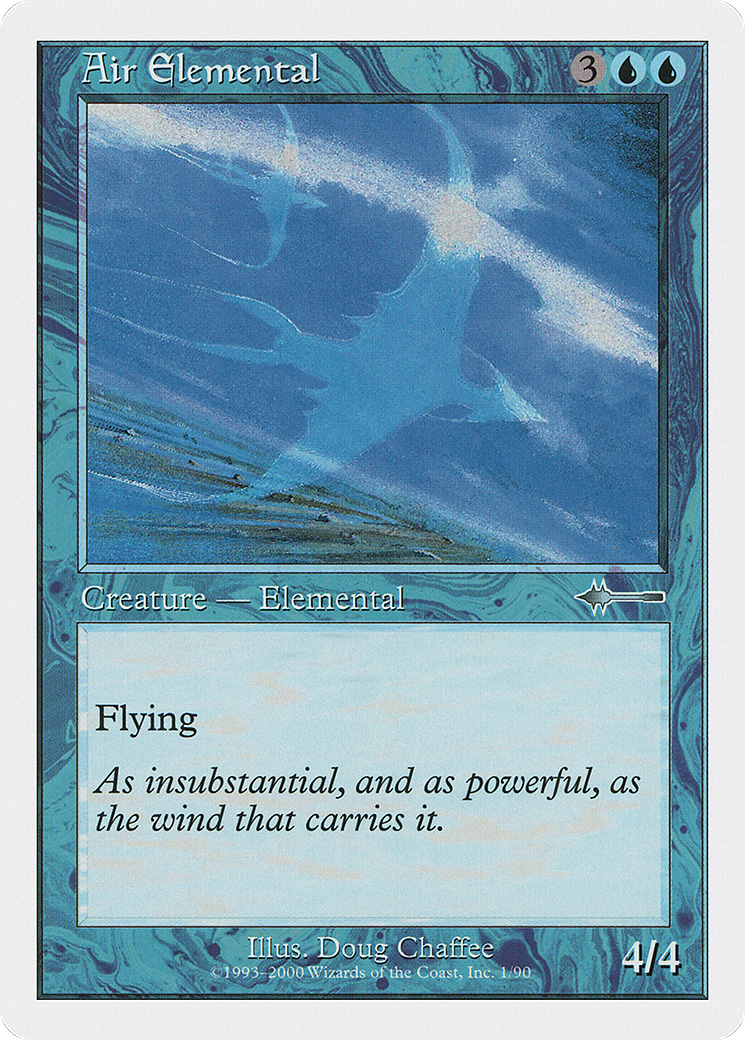 Air Elemental 3
Creature — Elemental
Flying
As insubstantial, and as powerful, as
the wind that carries it.
Illus. Doug Chaffee
©1993–2000 Wizards of the Coast, Inc. 1/90
4/4